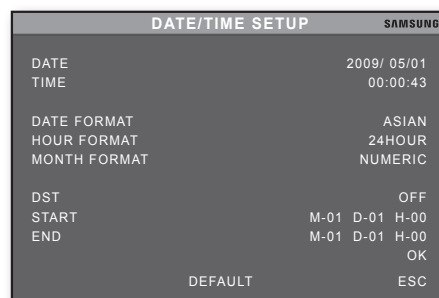 DATE/TIME SETUP SAMSUNG
DATE 2009/ 05/01
TIME 00:00:43
DATE FORMAT ASIAN
HOUR FORMAT 24HOUR
MONTH FORMAT NUMERIC
DST OFF
START M-01 D-01 H-00
END M-01 D-01 H-00
OK
DEFAULT ESC